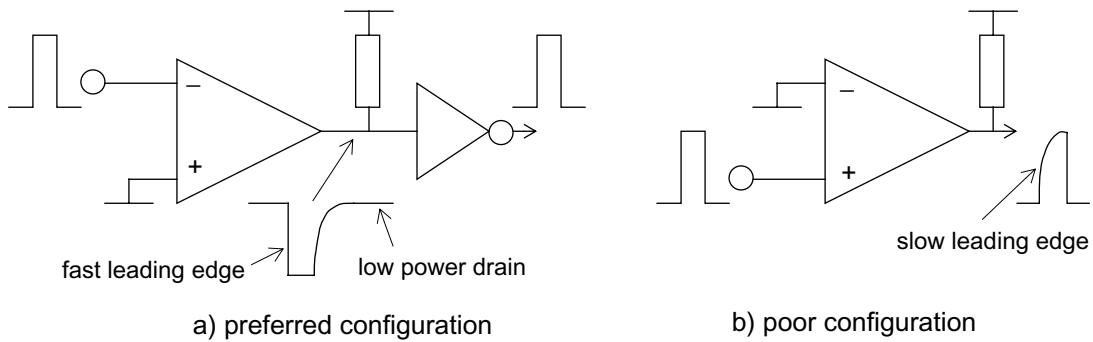 −
+
fast leading edge
low power drain
a) preferred configuration
−
+
slow leading edge
b) poor configuration